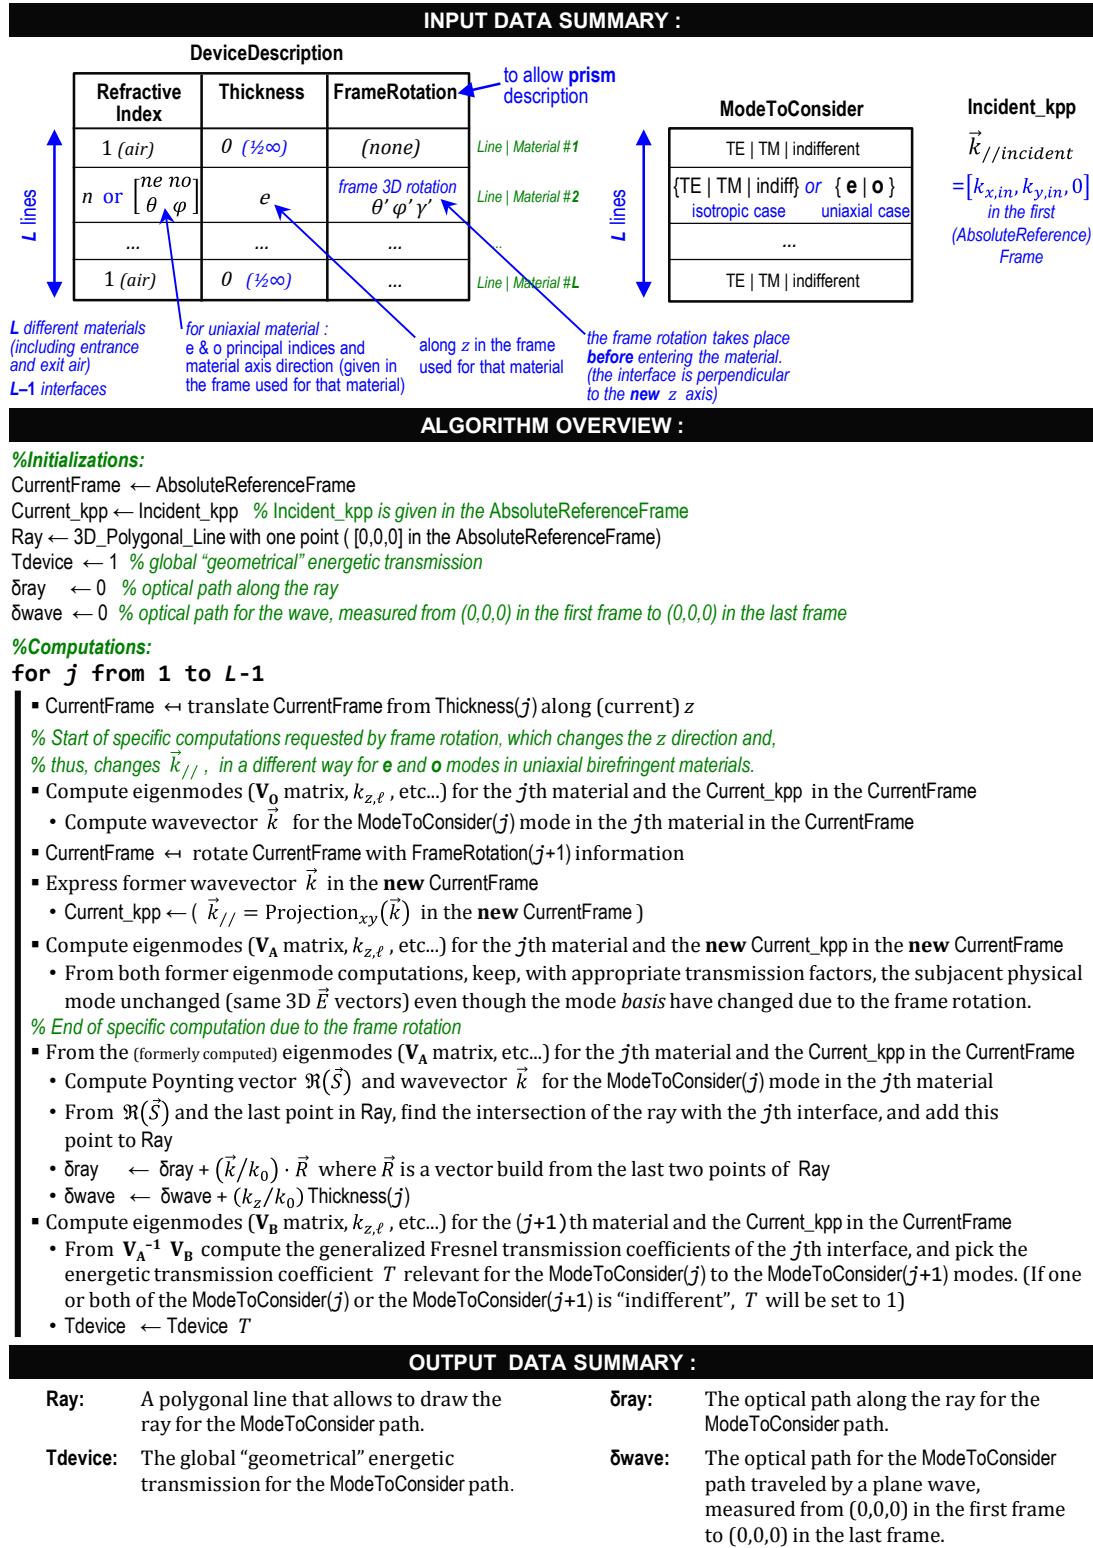 INPUT DATA SUMMARY :
DeviceDescription
Refractive Index | Thickness | FrameRotation
to allow prism description
1 (air) | 0 (½∞) | (none)
Line | Material #1
n or [ne no θ φ] | e | frame 3D rotation θ' φ' γ'
Line | Material #2
... | ... | ...
...
1 (air) | 0 (½∞) | ...
Line | Material #L
L lines
ModeToConsider
TE | TM | indifferent
{TE | TM | indiff} or { e | o }
isotropic case uniaxial case
...
TE | TM | indifferent
L lines
Incident_kpp
k⃗//incident
=[kx,in, ky,in, 0]
in the first
(AbsoluteReference)
Frame
L different materials
(including entrance
and exit air)
L–1 interfaces
for uniaxial material :
e & o principal indices and
material axis direction (given in
the frame used for that material)
along z in the frame
used for that material
the frame rotation takes place
before entering the material.
(the interface is perpendicular
to the new z axis)
ALGORITHM OVERVIEW :
%Initializations:
CurrentFrame ← AbsoluteReferenceFrame
Current_kpp ← Incident_kpp % Incident_kpp is given in the AbsoluteReferenceFrame
Ray ← 3D_Polygonal_Line with one point ( [0,0,0] in the AbsoluteReferenceFrame)
Tdevice ← 1 % global “geometrical” energetic transmission
δray ← 0 % optical path along the ray
δwave ← 0 % optical path for the wave, measured from (0,0,0) in the first frame to (0,0,0) in the last frame
%Computations:
for j from 1 to L-1
▪ CurrentFrame ↤ translate CurrentFrame from Thickness(j) along (current) z
% Start of specific computations requested by frame rotation, which changes the z direction and,
% thus, changes k⃗// , in a different way for e and o modes in uniaxial birefringent materials.
▪ Compute eigenmodes (VO matrix, kz,ℓ , etc...) for the jth material and the Current_kpp in the CurrentFrame
• Compute wavevector k⃗ for the ModeToConsider(j) mode in the jth material in the CurrentFrame
▪ CurrentFrame ↤ rotate CurrentFrame with FrameRotation(j+1) information
▪ Express former wavevector k⃗ in the new CurrentFrame
• Current_kpp ← ( k⃗// = Projectionxy(k⃗) in the new CurrentFrame )
▪ Compute eigenmodes (VA matrix, kz,ℓ , etc...) for the jth material and the new Current_kpp in the new CurrentFrame
• From both former eigenmode computations, keep, with appropriate transmission factors, the subjacent physical
mode unchanged (same 3D E⃗ vectors) even though the mode basis have changed due to the frame rotation.
% End of specific computation due to the frame rotation
▪ From the (formerly computed) eigenmodes (VA matrix, etc...) for the jth material and the Current_kpp in the CurrentFrame
• Compute Poynting vector ℜ(S⃗) and wavevector k⃗ for the ModeToConsider(j) mode in the jth material
• From ℜ(S⃗) and the last point in Ray, find the intersection of the ray with the jth interface, and add this
point to Ray
• δray ← δray + (k⃗/k0) · R⃗ where R⃗ is a vector build from the last two points of Ray
• δwave ← δwave + (kz/k0) Thickness(j)
▪ Compute eigenmodes (VB matrix, kz,ℓ , etc...) for the (j+1)th material and the Current_kpp in the CurrentFrame
• From VA⁻¹ VB compute the generalized Fresnel transmission coefficients of the jth interface, and pick the
energetic transmission coefficient T relevant for the ModeToConsider(j) to the ModeToConsider(j+1) modes. (If one
or both of the ModeToConsider(j) or the ModeToConsider(j+1) is “indifferent”, T will be set to 1)
• Tdevice ← Tdevice T
OUTPUT DATA SUMMARY :
Ray: A polygonal line that allows to draw the
ray for the ModeToConsider path.
Tdevice: The global “geometrical” energetic
transmission for the ModeToConsider path.
δray: The optical path along the ray for the
ModeToConsider path.
δwave: The optical path for the ModeToConsider
path traveled by a plane wave,
measured from (0,0,0) in the first frame
to (0,0,0) in the last frame.